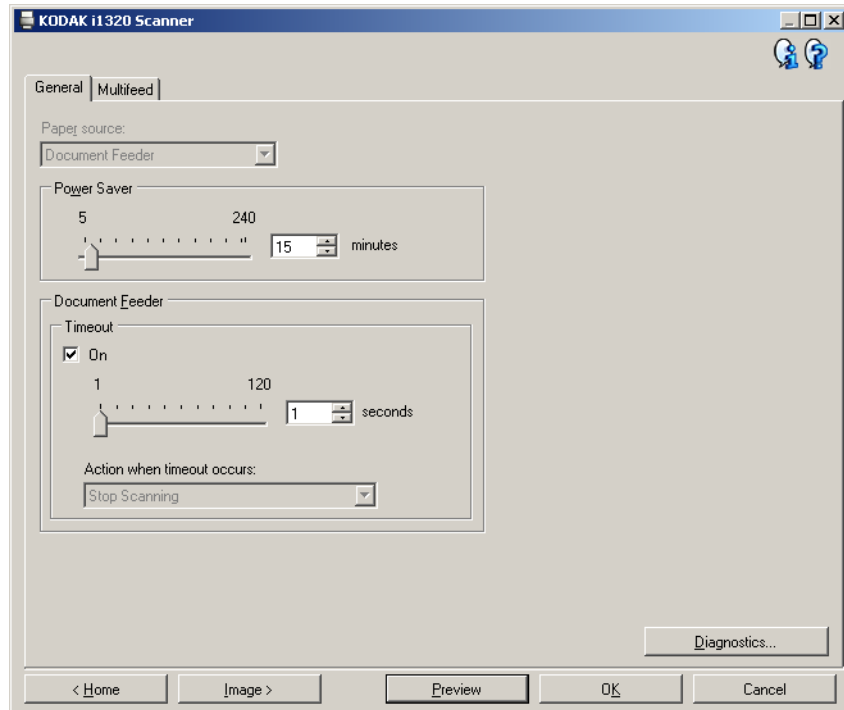 KODAK i1320 Scanner
General Multifeed
Paper source:
Document Feeder
Power Saver
5 240
15 minutes
Document Feeder
Timeout
On
1 120
1 seconds
Action when timeout occurs:
Stop Scanning
Diagnostics...
< Home Image > Preview OK Cancel